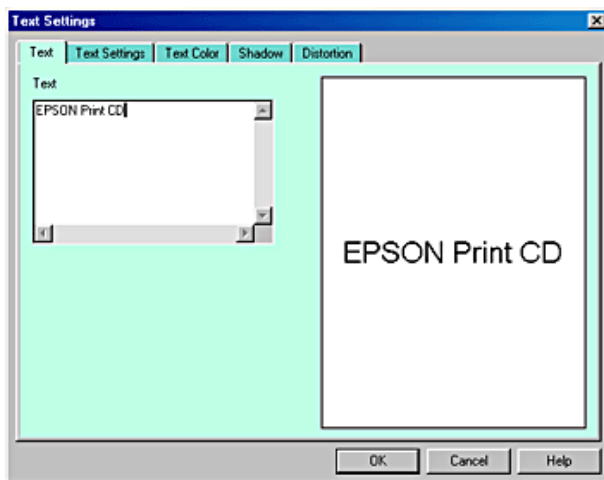 Text Settings
Text Text Settings Text Color Shadow Distortion
Text
EPSON Print CD
EPSON Print CD
OK Cancel Help